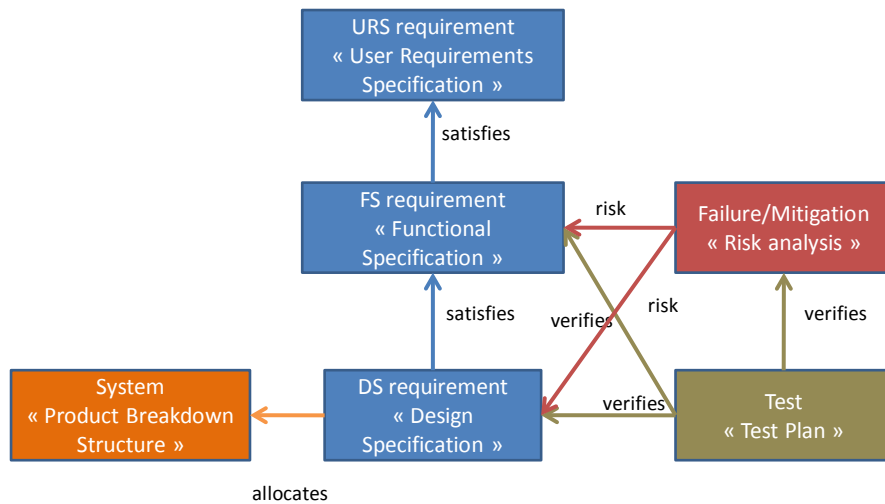 URS requirement
« User Requirements
Specification »
satisfies
FS requirement
« Functional
Specification »
risk
Failure/Mitigation
« Risk analysis »
satisfies
verifies
risk
verifies
System
« Product Breakdown
Structure »
DS requirement
« Design
Specification »
verifies
Test
« Test Plan »
allocates